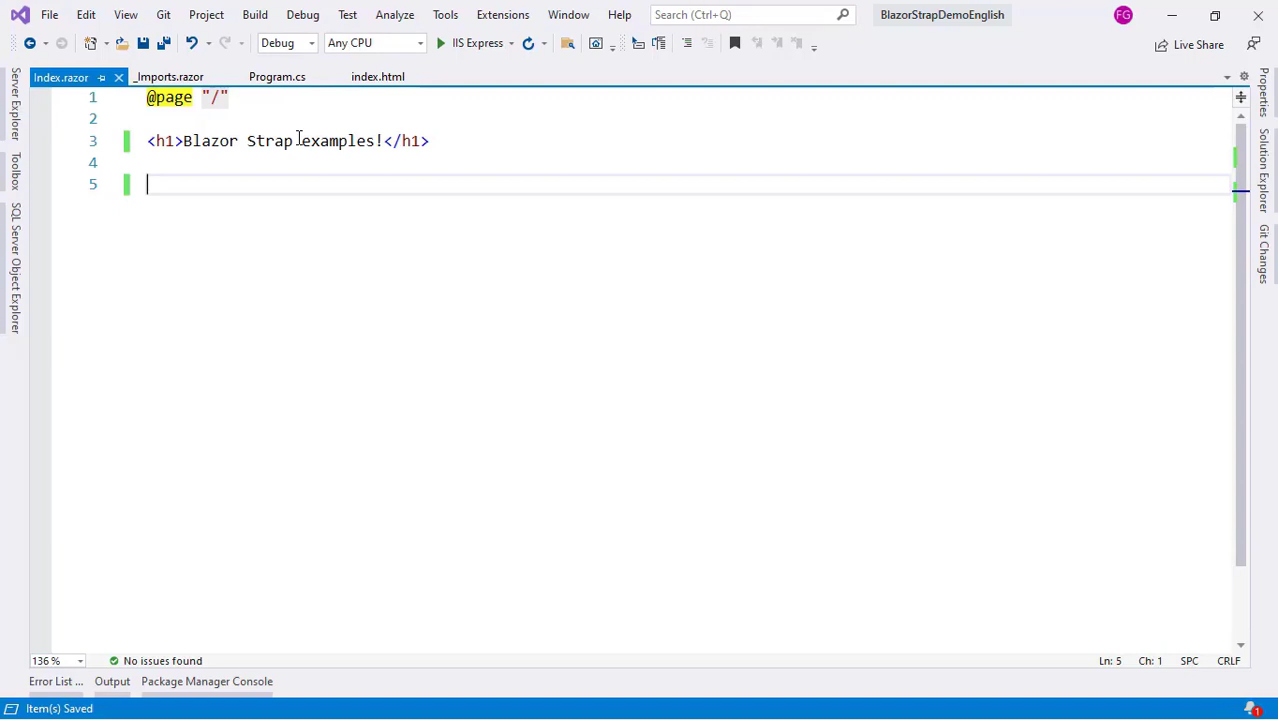 File Edit View Git Project Build Debug Test Analyze Tools Extensions Window Help Search (Ctrl+Q) BlazorStrapDemoEnglish FG
Debug Any CPU IIS Express Live Share
Index.razor _Imports.razor Program.cs index.html
Server Explorer
Toolbox
SQL Server Object Explorer
1 @page "/"
2
3 <h1>Blazor Strap examples!</h1>
4
5
Properties
Solution Explorer
Git Changes
136 % No issues found Ln: 5 Ch: 1 SPC CRLF
Error List ... Output Package Manager Console
Item(s) Saved 1